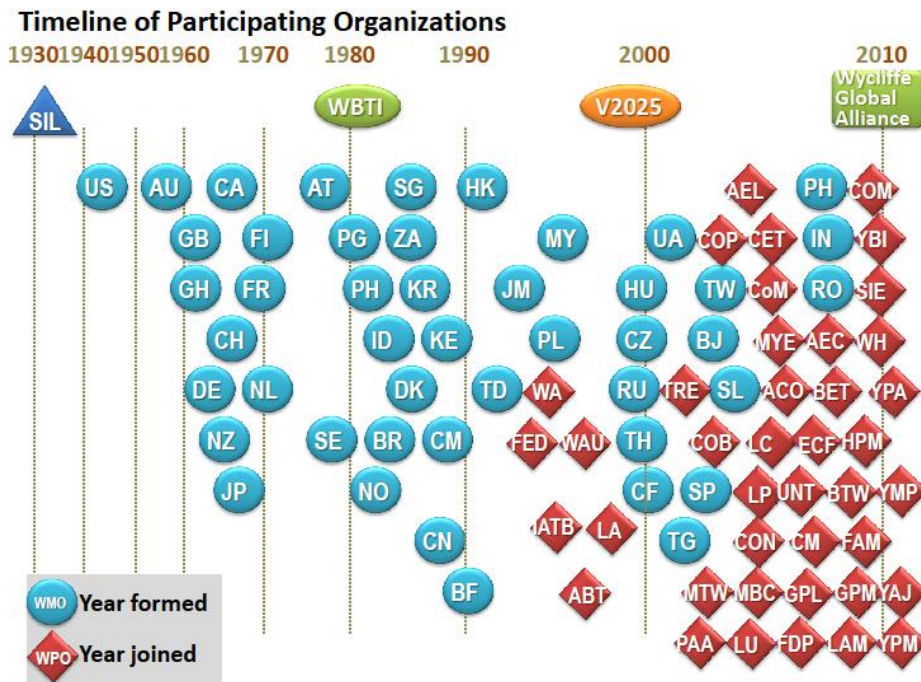 Timeline of Participating Organizations
1930 1940 1950 1960 1970 1980 1990 2000 2010
SIL WBTI V2025 Wycliffe
Global
Alliance
US AU CA AT SG HK AEL PH COM
GB FI PG ZA MY UA COP CET IN YBI
GH FR PH KR JM HU TW CoM RO SIE
CH ID KE PL CZ BJ MYE AEC WH
DE NL DK TD WA RU TRE SL ACO BET YPA
NZ SE BR CM FED WAU TH COB LC ECF HPM
JP NO CF SP LP UNT BTW YMP
CN IATB LA TG CON CM FAM
BF ABT MTW MBC GPL GPM YAJ
WMO Year formed
WPO Year joined
PAA LU FDP LAM YPM